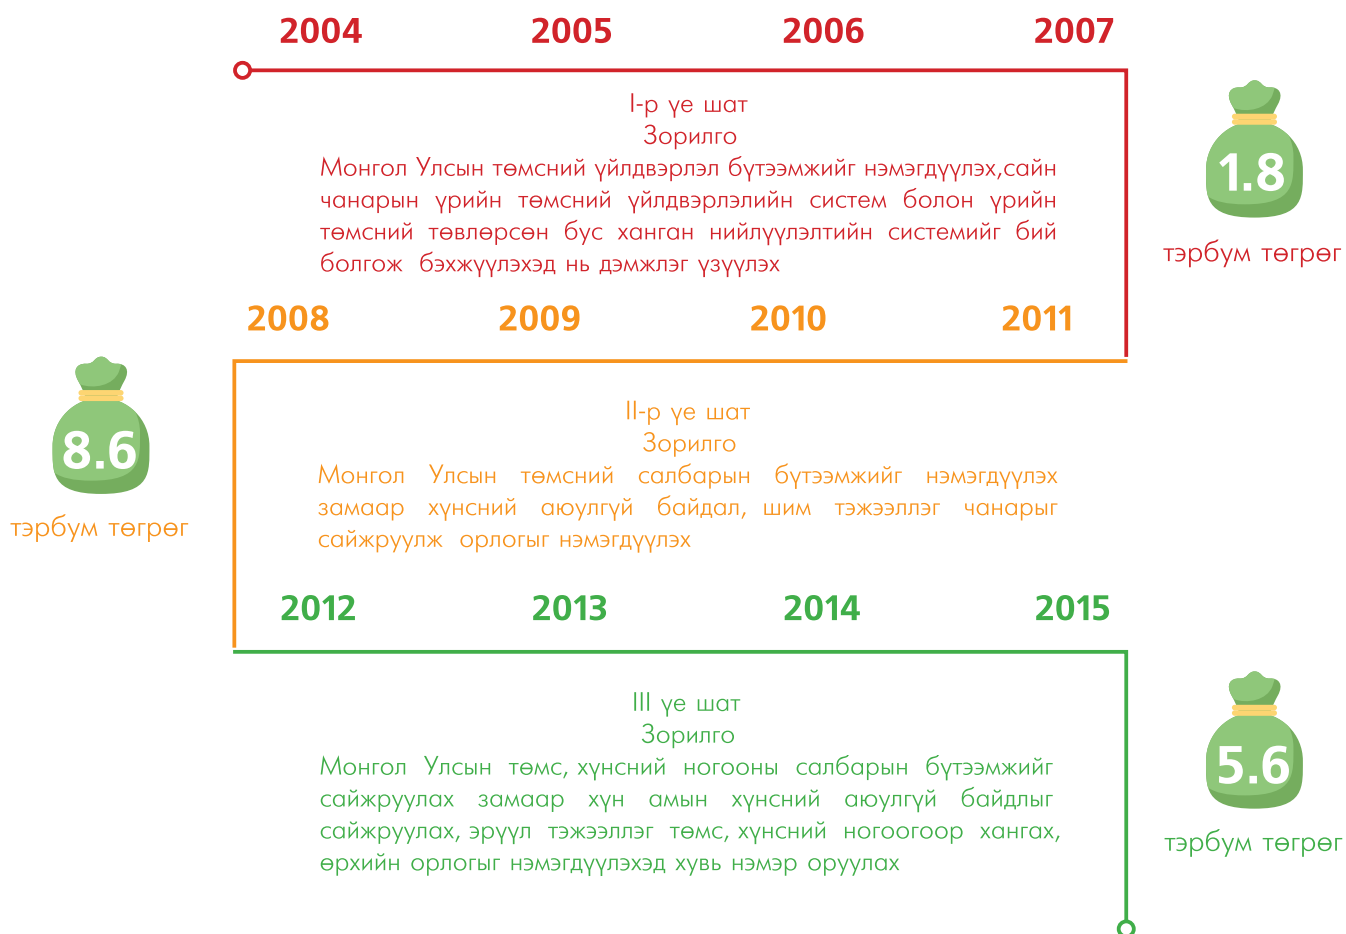 2004 2005 2006 2007
I-р үе шат
Зорилго
Монгол Улсын төмсний үйлдвэрлэл бүтээмжийг нэмэгдүүлэх,сайн
чанарын үрийн төмсний үйлдвэрлэлийн систем болон үрийн
төмсний төвлөрсөн бус ханган нийлүүлэлтийн системийг бий
болгож бэхжүүлэхэд нь дэмжлэг үзүүлэх
1.8
тэрбум төгрөг
2008 2009 2010 2011
II-р үе шат
Зорилго
Монгол Улсын төмсний салбарын бүтээмжийг нэмэгдүүлэх
замаар хүнсний аюулгүй байдал, шим тэжээллэг чанарыг
сайжруулж орлогыг нэмэгдүүлэх
8.6
тэрбум төгрөг
2012 2013 2014 2015
III үе шат
Зорилго
Монгол Улсын төмс, хүнсний ногооны салбарын бүтээмжийг
сайжруулах замаар хүн амын хүнсний аюулгүй байдлыг
сайжруулах, эрүүл тэжээллэг төмс, хүнсний ногоогоор хангах,
өрхийн орлогыг нэмэгдүүлэхэд хувь нэмэр оруулах
5.6
тэрбум төгрөг